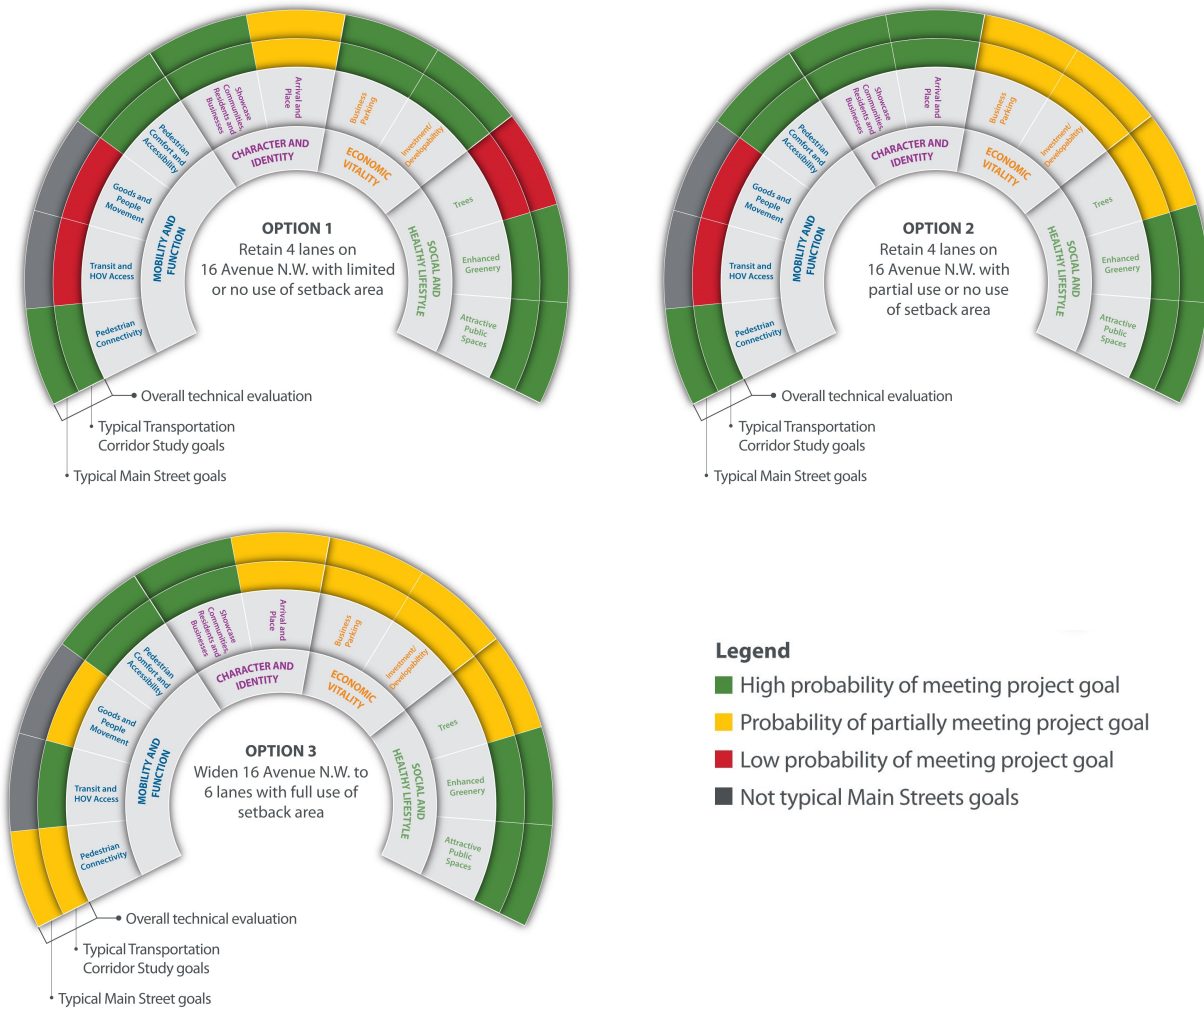 Pedestrian
Connectivity
Transit and
HOV Access
Goods and
People
Movement
Pedestrian
Comfort and
Accessibility
Showcase
Communities,
Residents and
Businesses
Arrival and
Place
Business
Parking
Investment/
Developability
Trees
Enhanced
Greenery
Attractive
Public
Spaces
MOBILITY AND
FUNCTION
CHARACTER AND
IDENTITY
ECONOMIC
VITALITY
SOCIAL AND
HEALTHY LIFESTYLE
OPTION 1
Retain 4 lanes on
16 Avenue N.W. with limited
or no use of setback area
Overall technical evaluation
Typical Transportation
Corridor Study goals
Typical Main Street goals
Pedestrian
Connectivity
Transit and
HOV Access
Goods and
People
Movement
Pedestrian
Comfort and
Accessibility
Showcase
Communities,
Residents and
Businesses
Arrival and
Place
Business
Parking
Investment/
Developability
Trees
Enhanced
Greenery
Attractive
Public
Spaces
MOBILITY AND
FUNCTION
CHARACTER AND
IDENTITY
ECONOMIC
VITALITY
SOCIAL AND
HEALTHY LIFESTYLE
OPTION 2
Retain 4 lanes on
16 Avenue N.W. with
partial use or no use
of setback area
Overall technical evaluation
Typical Transportation
Corridor Study goals
Typical Main Street goals
Pedestrian
Connectivity
Transit and
HOV Access
Goods and
People
Movement
Pedestrian
Comfort and
Accessibility
Showcase
Communities,
Residents and
Businesses
Arrival and
Place
Business
Parking
Investment/
Developability
Trees
Enhanced
Greenery
Attractive
Public
Spaces
MOBILITY AND
FUNCTION
CHARACTER AND
IDENTITY
ECONOMIC
VITALITY
SOCIAL AND
HEALTHY LIFESTYLE
OPTION 3
Widen 16 Avenue N.W. to
6 lanes with full use of
setback area
Overall technical evaluation
Typical Transportation
Corridor Study goals
Typical Main Street goals
Legend
High probability of meeting project goal
Probability of partially meeting project goal
Low probability of meeting project goal
Not typical Main Streets goals